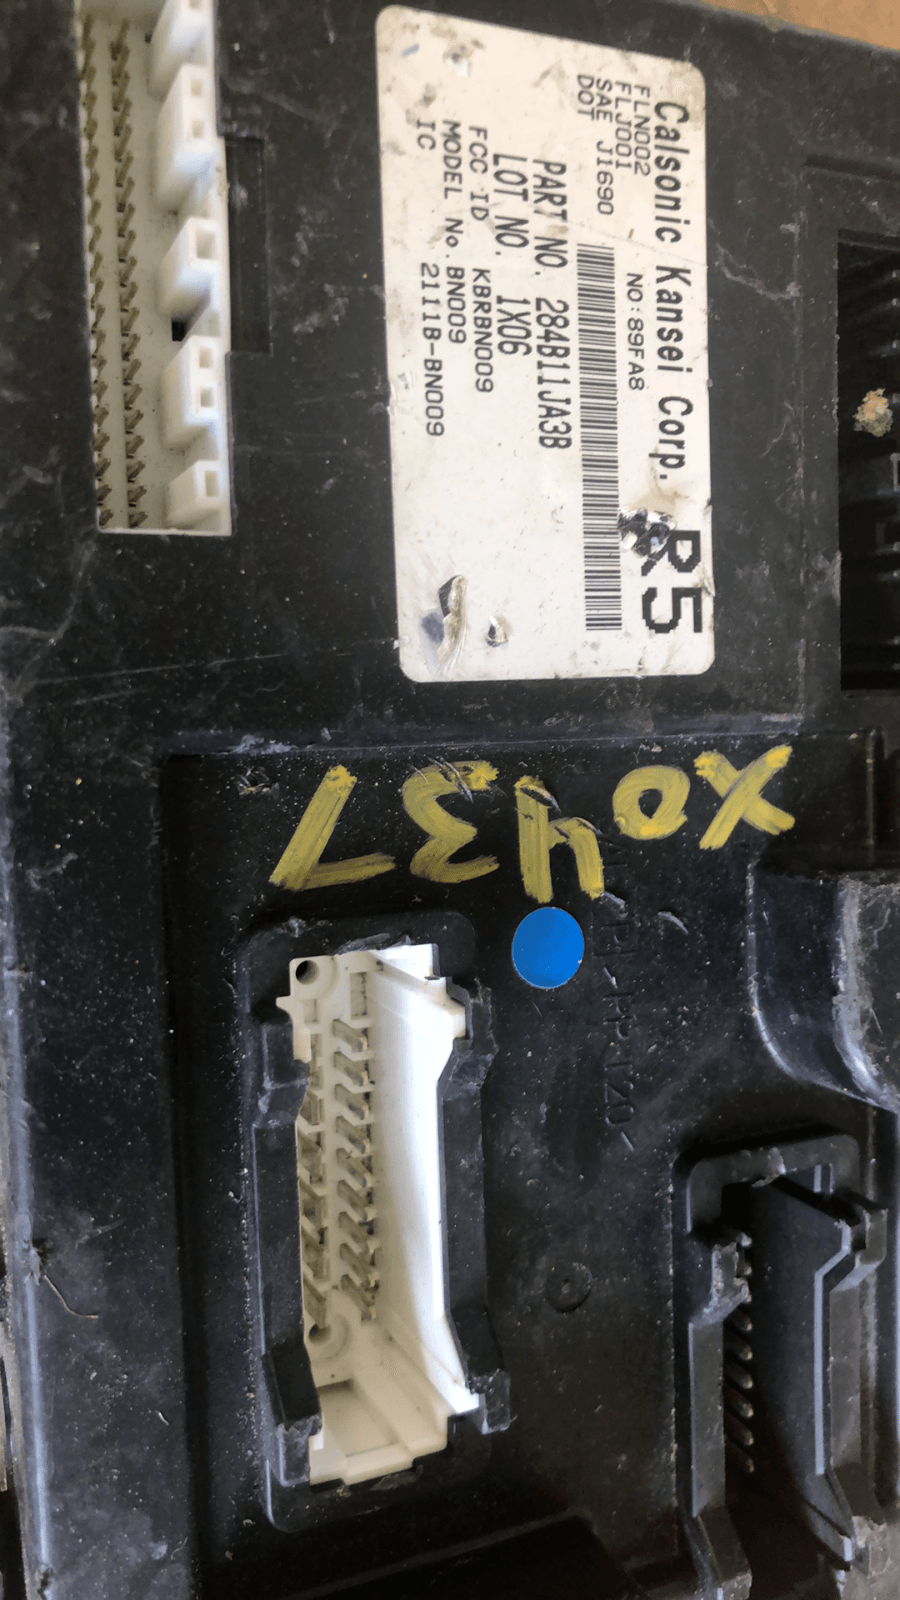 Calsonic Kansei Corp. R5
FLN002
FLJ001
SAE J1690
DOT
NO:89FA8
PART NO. 284B11JA3B
LOT NO. 1X06
FCC ID KBRBN009
MODEL No. BN009
IC 2111B-BN009
X0437